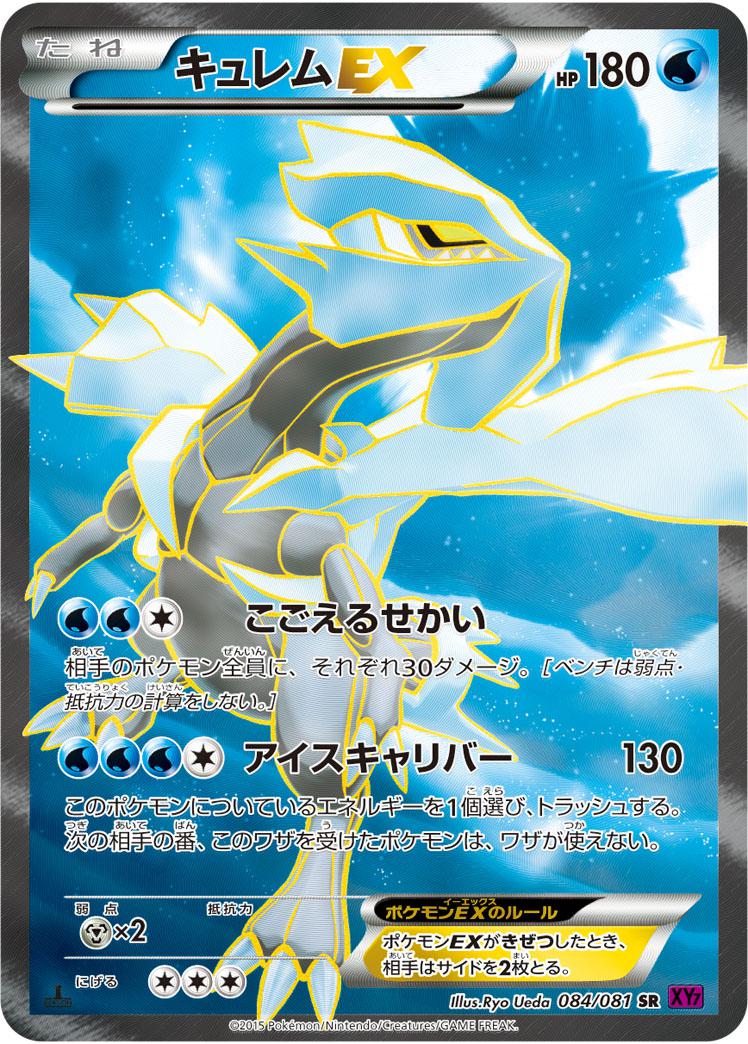 たね
キュレムEX
HP180
こごえるせかい
相手のポケモン全員に、それぞれ30ダメージ。[ベンチは弱点・
抵抗力の計算をしない。]
アイスキャリバー 130
このポケモンについているエネルギーを1個選び、トラッシュする。
次の相手の番、このワザを受けたポケモンは、ワザが使えない。
弱点 抵抗力
×2
にげる
ポケモンEXのルール
ポケモンEXがきぜつしたとき、
相手はサイドを2枚とる。
Illus.Ryo Ueda 084/081 SR XY7
©2015 Pokémon/Nintendo/Creatures/GAME FREAK.